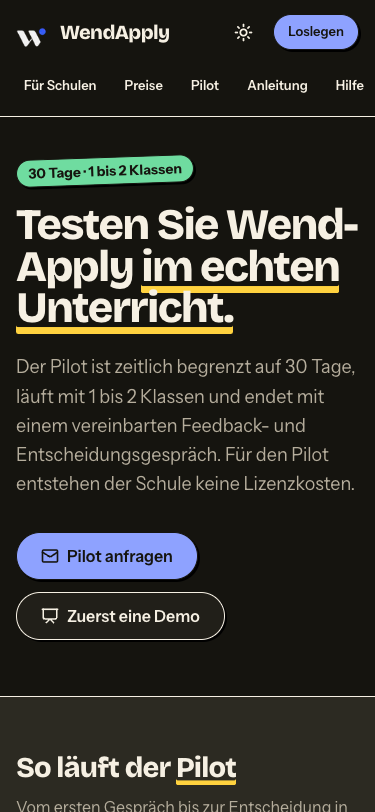 WendApply
Loslegen
Für Schulen Preise Pilot Anleitung Hilfe
30 Tage · 1 bis 2 Klassen
Testen Sie Wend-
Apply im echten
Unterricht.
Der Pilot ist zeitlich begrenzt auf 30 Tage,
läuft mit 1 bis 2 Klassen und endet mit
einem vereinbarten Feedback- und
Entscheidungsgespräch. Für den Pilot
entstehen der Schule keine Lizenzkosten.
Pilot anfragen
Zuerst eine Demo
So läuft der Pilot
Vom ersten Gespräch bis zur Entscheidung in